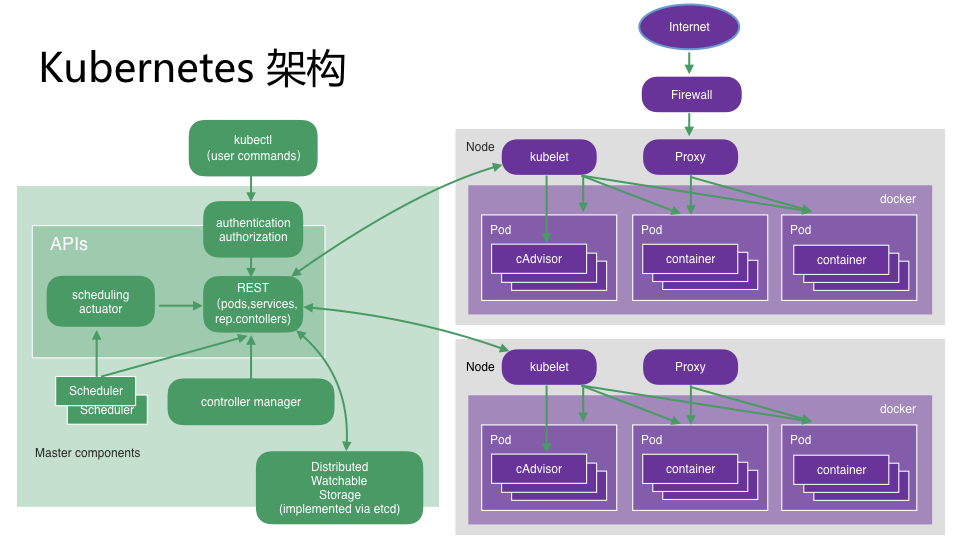 Kubernetes 架构
Internet
Firewall
kubectl
(user commands)
authentication
authorization
APIs
scheduling
actuator
REST
(pods,services,
rep.contollers)
Scheduler
Scheduler
controller manager
Master components
Distributed
Watchable
Storage
(implemented via etcd)
Node
kubelet
Proxy
docker
Pod
cAdvisor
Pod
container
Pod
container
Node
kubelet
Proxy
docker
Pod
cAdvisor
Pod
container
Pod
container